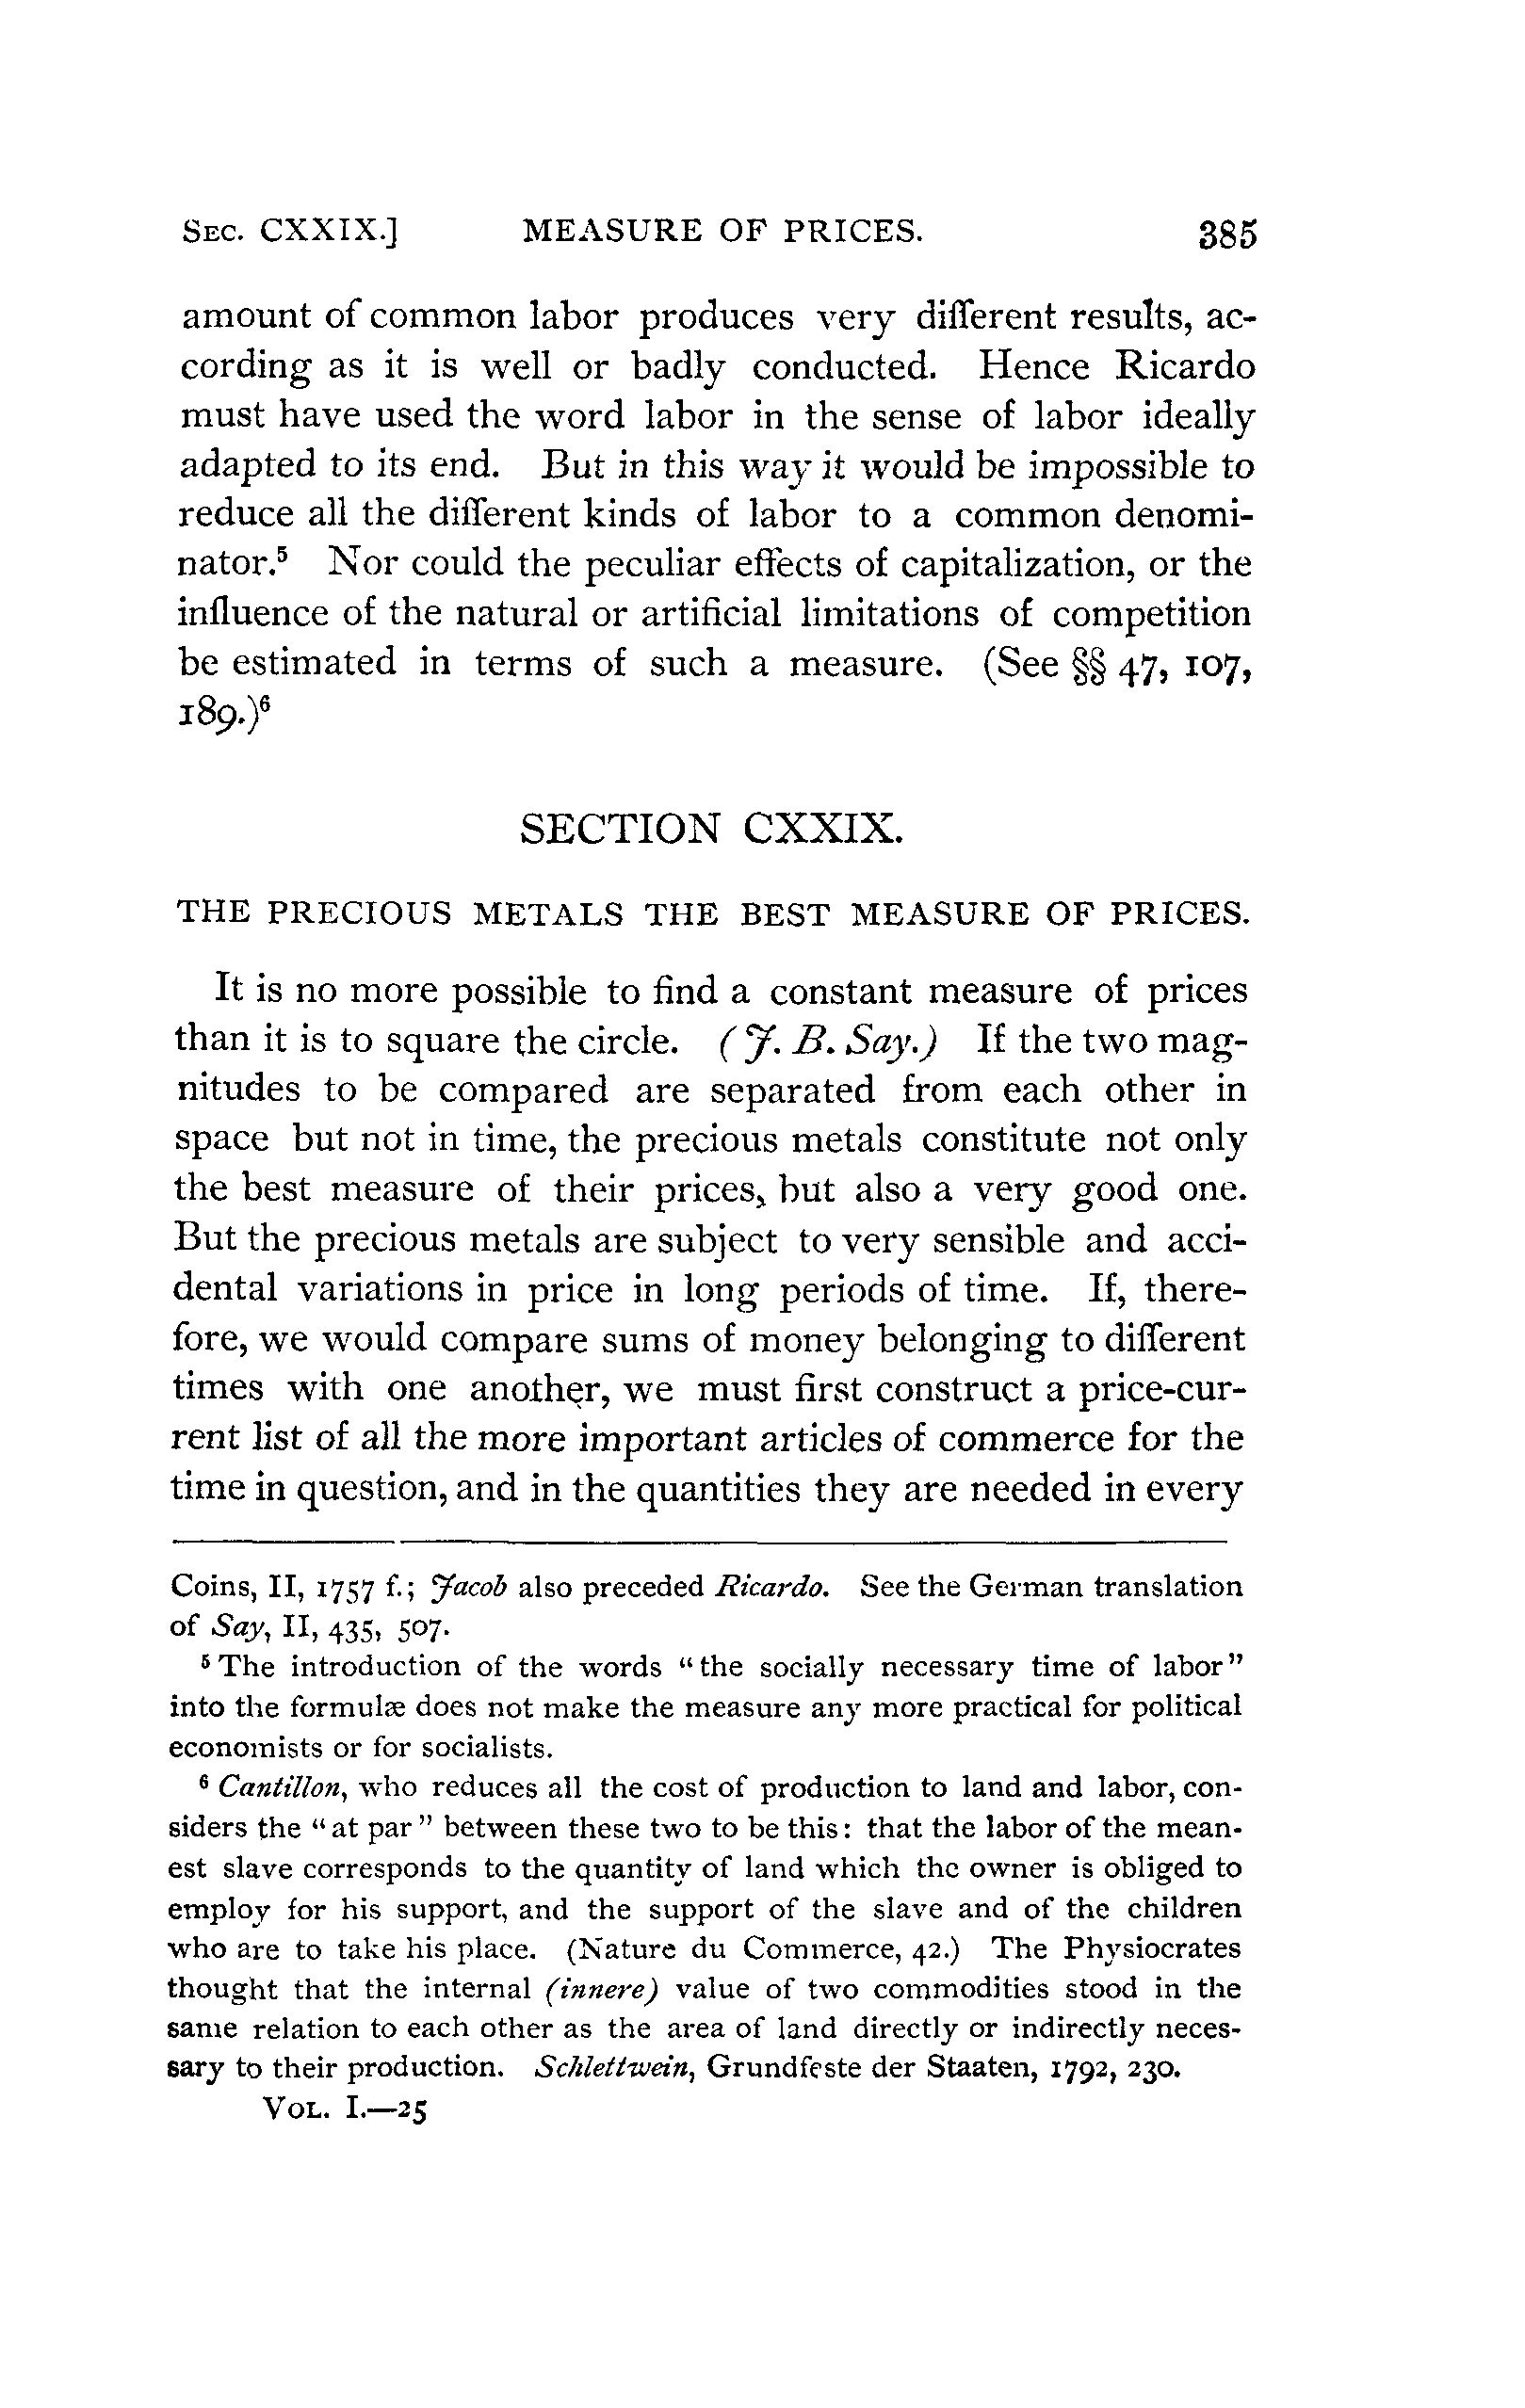 SEC. CXXIX.] MEASURE OF PRICES. 385
amount of common labor produces very different results, ac-
cording as it is well or badly conducted. Hence Ricardo
must have used the word labor in the sense of labor ideally
adapted to its end. But in this way it would be impossible to
reduce all the different kinds of labor to a common denomi-
nator.⁵ Nor could the peculiar effects of capitalization, or the
influence of the natural or artificial limitations of competition
be estimated in terms of such a measure. (See §§ 47, 107,
189.)⁶
SECTION CXXIX.
THE PRECIOUS METALS THE BEST MEASURE OF PRICES.
It is no more possible to find a constant measure of prices
than it is to square the circle. (J. B. Say.) If the two mag-
nitudes to be compared are separated from each other in
space but not in time, the precious metals constitute not only
the best measure of their prices, but also a very good one.
But the precious metals are subject to very sensible and acci-
dental variations in price in long periods of time. If, there-
fore, we would compare sums of money belonging to different
times with one another, we must first construct a price-cur-
rent list of all the more important articles of commerce for the
time in question, and in the quantities they are needed in every
Coins, II, 1757 f.; Jacob also preceded Ricardo. See the German translation
of Say, II, 435, 507.
⁵ The introduction of the words "the socially necessary time of labor"
into the formulæ does not make the measure any more practical for political
economists or for socialists.
⁶ Cantillon, who reduces all the cost of production to land and labor, con-
siders the "at par" between these two to be this: that the labor of the mean-
est slave corresponds to the quantity of land which the owner is obliged to
employ for his support, and the support of the slave and of the children
who are to take his place. (Nature du Commerce, 42.) The Physiocrates
thought that the internal (innere) value of two commodities stood in the
same relation to each other as the area of land directly or indirectly neces-
sary to their production. Schlettwein, Grundfeste der Staaten, 1792, 230.
VOL. I.—25